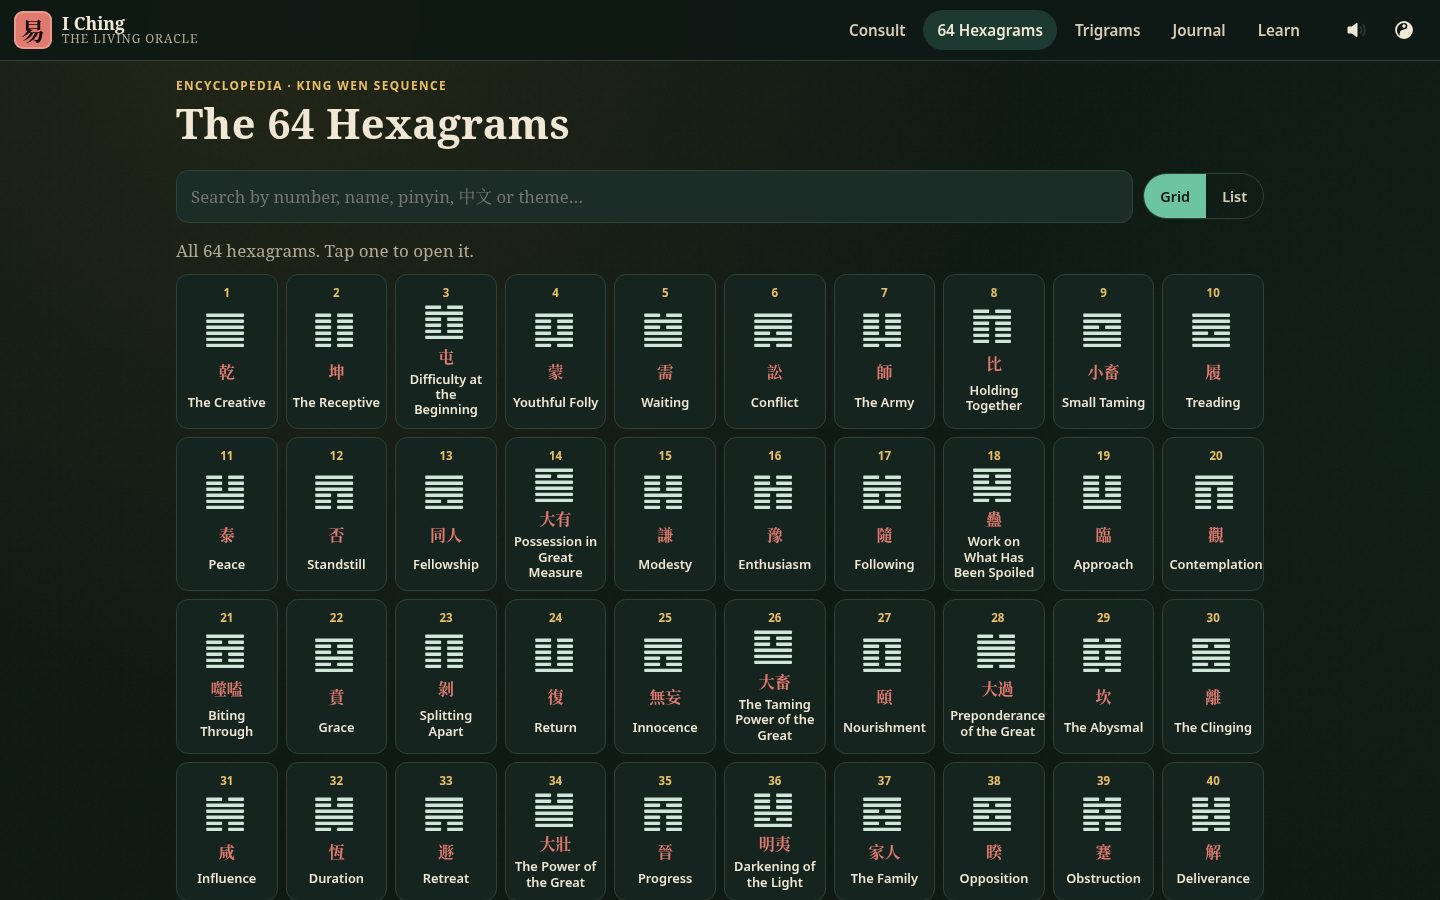 易
I Ching
THE LIVING ORACLE
Consult
64 Hexagrams
Trigrams
Journal
Learn
ENCYCLOPEDIA · KING WEN SEQUENCE
The 64 Hexagrams
Search by number, name, pinyin, 中文 or theme…
Grid
List
All 64 hexagrams. Tap one to open it.
1
乾
The Creative
2
坤
The Receptive
3
屯
Difficulty at
the
Beginning
4
蒙
Youthful Folly
5
需
Waiting
6
訟
Conflict
7
師
The Army
8
比
Holding
Together
9
小畜
Small Taming
10
履
Treading
11
泰
Peace
12
否
Standstill
13
同人
Fellowship
14
大有
Possession in
Great
Measure
15
謙
Modesty
16
豫
Enthusiasm
17
隨
Following
18
蠱
Work on
What Has
Been Spoiled
19
臨
Approach
20
觀
Contemplation
21
噬嗑
Biting
Through
22
賁
Grace
23
剝
Splitting
Apart
24
復
Return
25
無妄
Innocence
26
大畜
The Taming
Power of the
Great
27
頤
Nourishment
28
大過
Preponderance
of the Great
29
坎
The Abysmal
30
離
The Clinging
31
咸
Influence
32
恆
Duration
33
遯
Retreat
34
大壯
The Power of
the Great
35
晉
Progress
36
明夷
Darkening of
the Light
37
家人
The Family
38
睽
Opposition
39
蹇
Obstruction
40
解
Deliverance